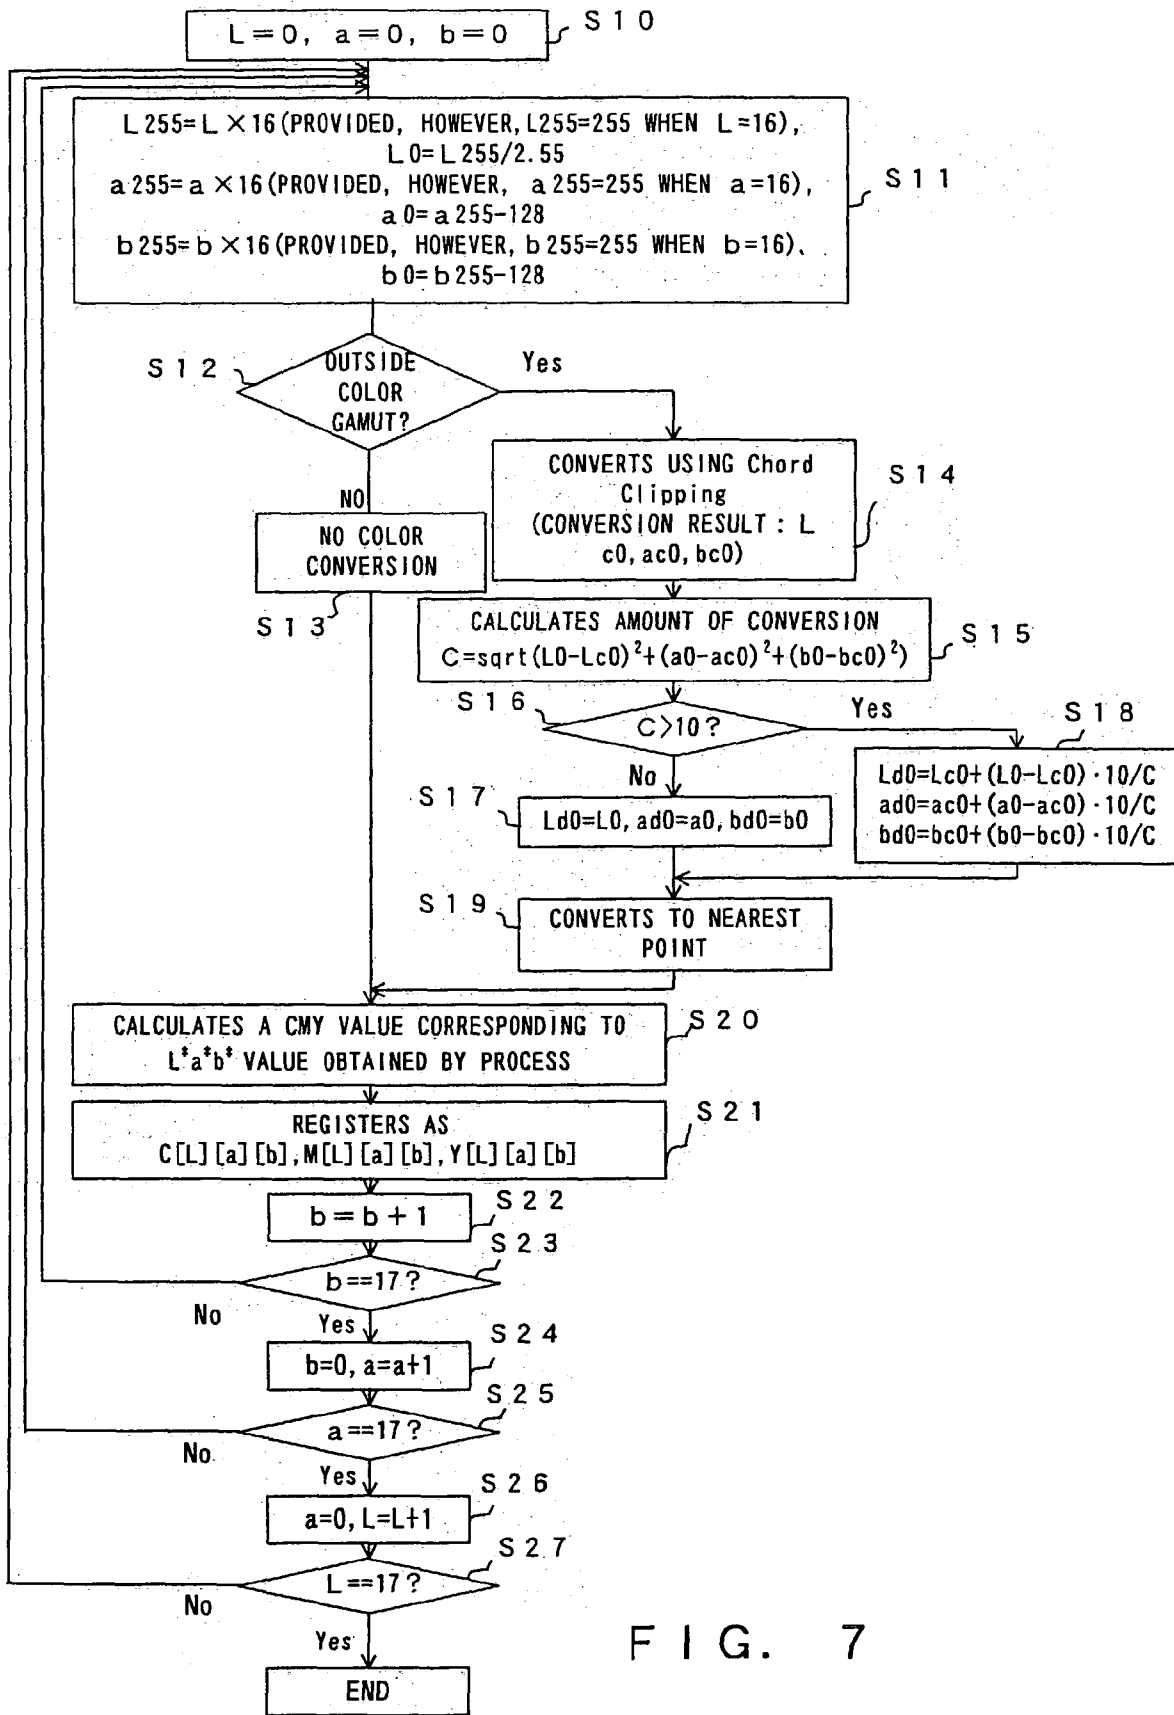 L=0, a=0, b=0
S10
L255=L×16(PROVIDED, HOWEVER, L255=255 WHEN L=16),
L0=L255/2.55
a255=a×16(PROVIDED, HOWEVER, a255=255 WHEN a=16),
a0=a255-128
b255=b×16(PROVIDED, HOWEVER, b255=255 WHEN b=16).
b0=b255-128
S11
S12
OUTSIDE
COLOR
GAMUT?
Yes
NO
NO COLOR
CONVERSION
S13
CONVERTS USING Chord
Clipping
(CONVERSION RESULT : L
c0, ac0, bc0)
S14
CALCULATES AMOUNT OF CONVERSION
C=sqrt(L0-Lc0)²+(a0-ac0)²+(b0-bc0)²)
S15
S16
C>10?
Yes
No
S17
Ld0=L0, ad0=a0, bd0=b0
S18
Ld0=Lc0+(L0-Lc0)·10/C
ad0=ac0+(a0-ac0)·10/C
bd0=bc0+(b0-bc0)·10/C
S19
CONVERTS TO NEAREST
POINT
CALCULATES A CMY VALUE CORRESPONDING TO
L*a*b* VALUE OBTAINED BY PROCESS
S20
REGISTERS AS
C[L][a][b], M[L][a][b], Y[L][a][b]
S21
b=b+1
S22
b==17?
S23
No
Yes
b=0, a=a+1
S24
a==17?
S25
No
Yes
a=0, L=L+1
S26
L==17?
S27
No
Yes
END
FIG. 7